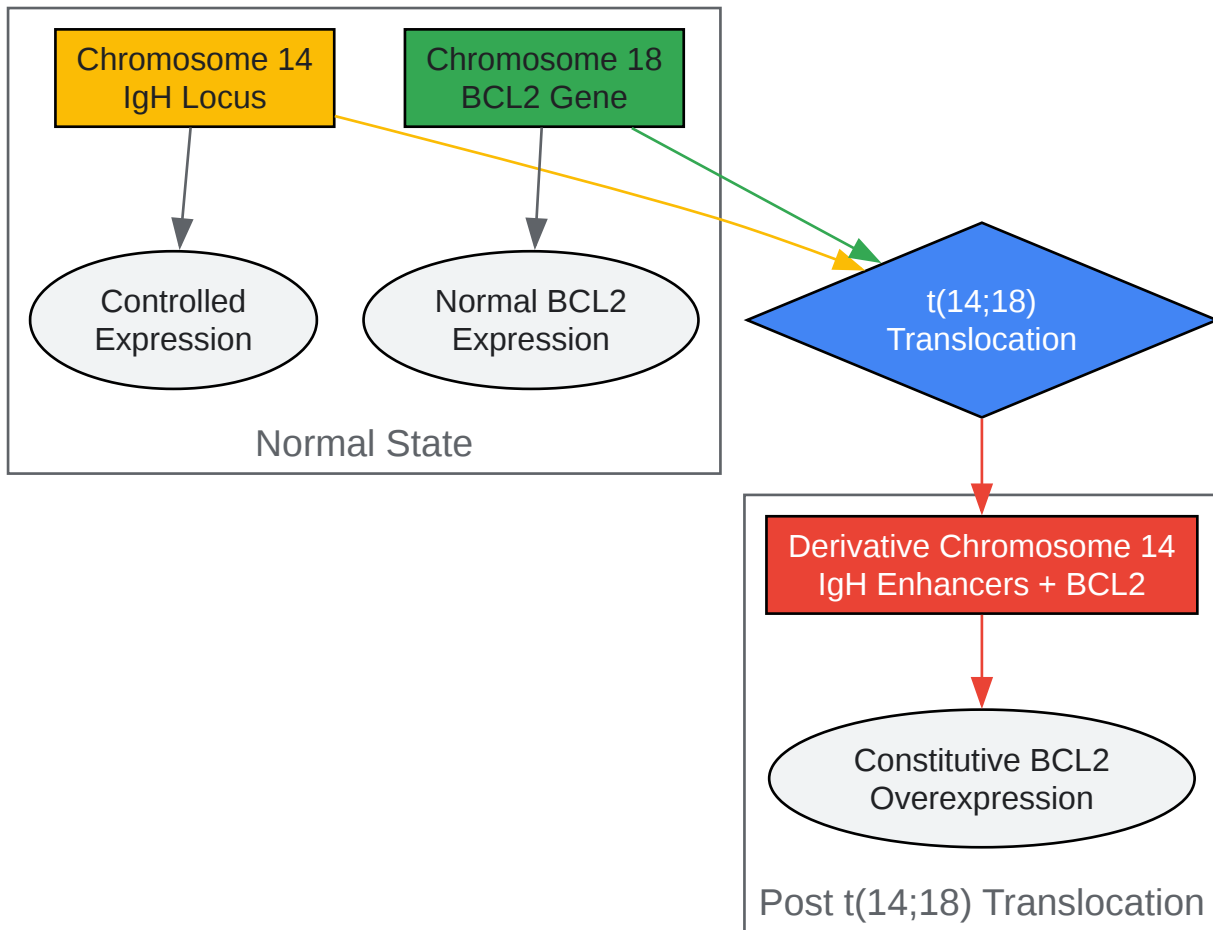 Chromosome 14
IgH Locus
Chromosome 18
BCL2 Gene
Controlled
Expression
Normal BCL2
Expression
t(14;18)
Translocation
Normal State
Derivative Chromosome 14
IgH Enhancers + BCL2
Constitutive BCL2
Overexpression
Post t(14;18) Translocation